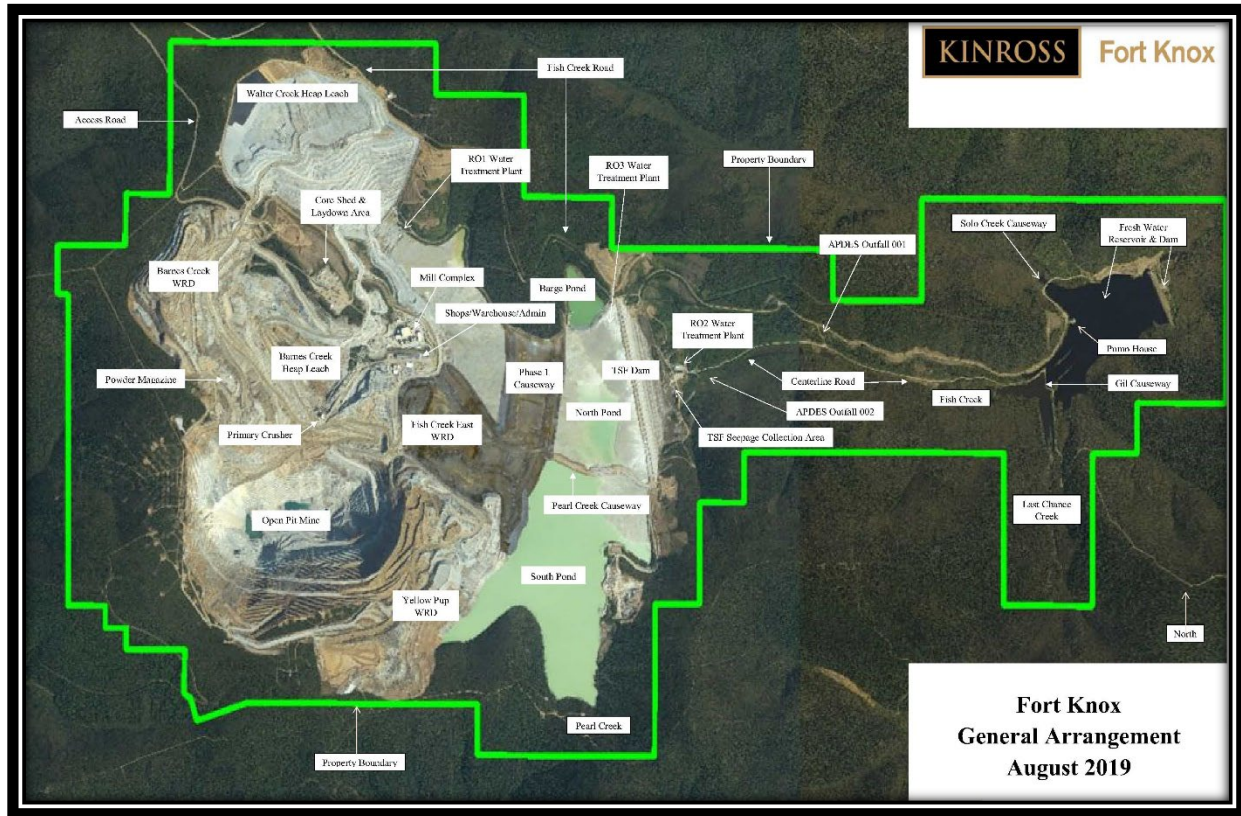 KINROSS Fort Knox
Walter Creek Heap Leach
Fish Creek Road
Access Road
RO1 Water
Treatment Plant
RO3 Water
Treatment Plant
Property Boundary
Core Shed &
Laydown Area
Solo Creek Causeway
Fresh Water
Reservoir & Dam
APDES Outfall 001
Barnes Creek
WRD
Mill Complex
Barge Pond
Shops/Warehouse/Admin
RO2 Water
Treatment Plant
Pump House
Barnes Creek
Heap Leach
Phase 1
Causeway
TSF Dam
Powder Magazine
Centerline Road
Gil Causeway
Fish Creek
APDES Outfall 002
North Pond
Primary Crusher
Fish Creek East
WRD
TSF Seepage Collection Area
Pearl Creek Causeway
Last Chance
Creek
Open Pit Mine
South Pond
Yellow Pup
WRD
North
Pearl Creek
Property Boundary
Fort Knox
General Arrangement
August 2019